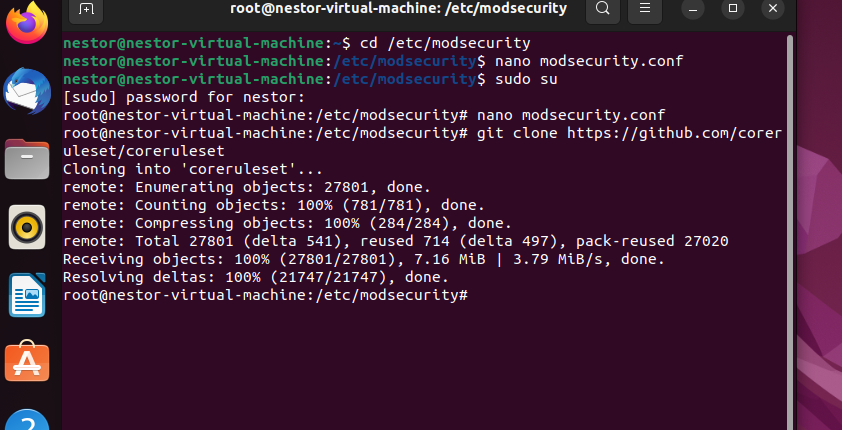 root@nestor-virtual-machine: /etc/modsecurity
nestor@nestor-virtual-machine:~$ cd /etc/modsecurity
nestor@nestor-virtual-machine:/etc/modsecurity$ nano modsecurity.conf
nestor@nestor-virtual-machine:/etc/modsecurity$ sudo su
[sudo] password for nestor:
root@nestor-virtual-machine:/etc/modsecurity# nano modsecurity.conf
root@nestor-virtual-machine:/etc/modsecurity# git clone https://github.com/corer
uleset/coreruleset
Cloning into 'coreruleset'...
remote: Enumerating objects: 27801, done.
remote: Counting objects: 100% (781/781), done.
remote: Compressing objects: 100% (284/284), done.
remote: Total 27801 (delta 541), reused 714 (delta 497), pack-reused 27020
Receiving objects: 100% (27801/27801), 7.16 MiB | 3.79 MiB/s, done.
Resolving deltas: 100% (21747/21747), done.
root@nestor-virtual-machine:/etc/modsecurity#